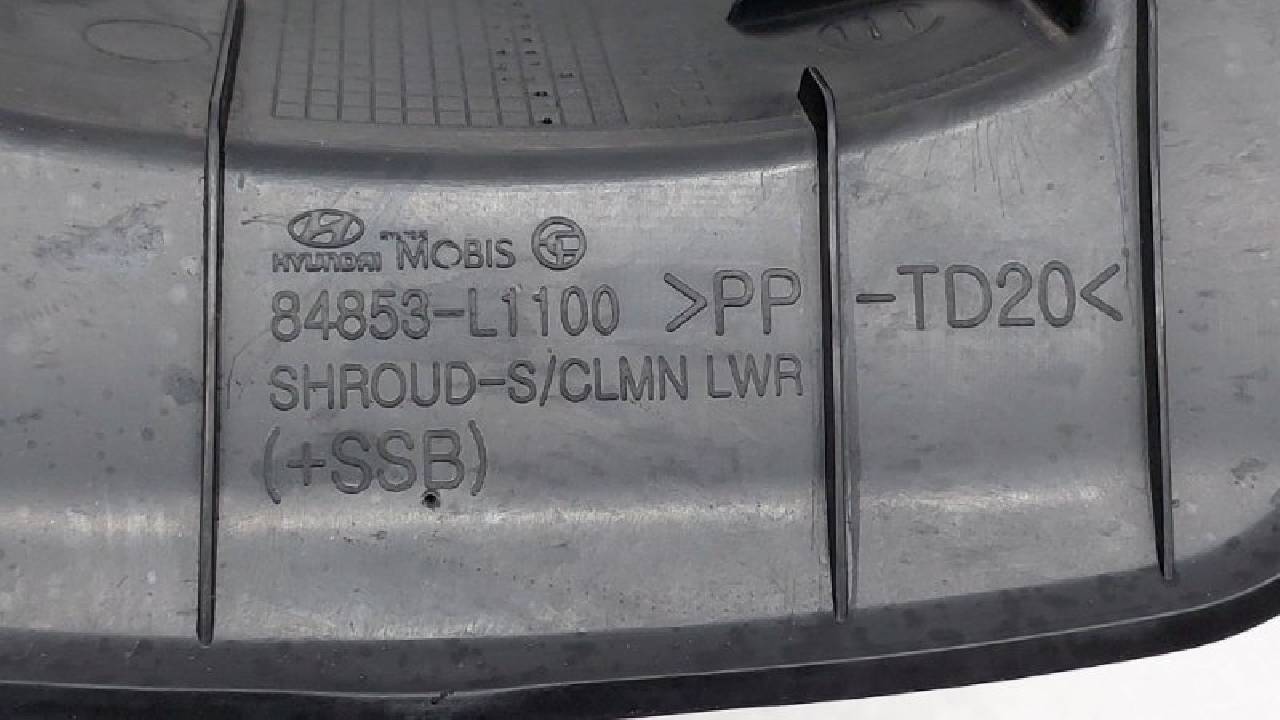 HYUNDAI MOBIS
84853-L1100 >PP-TD20<
SHROUD-S/CLMN LWR
(+SSB)